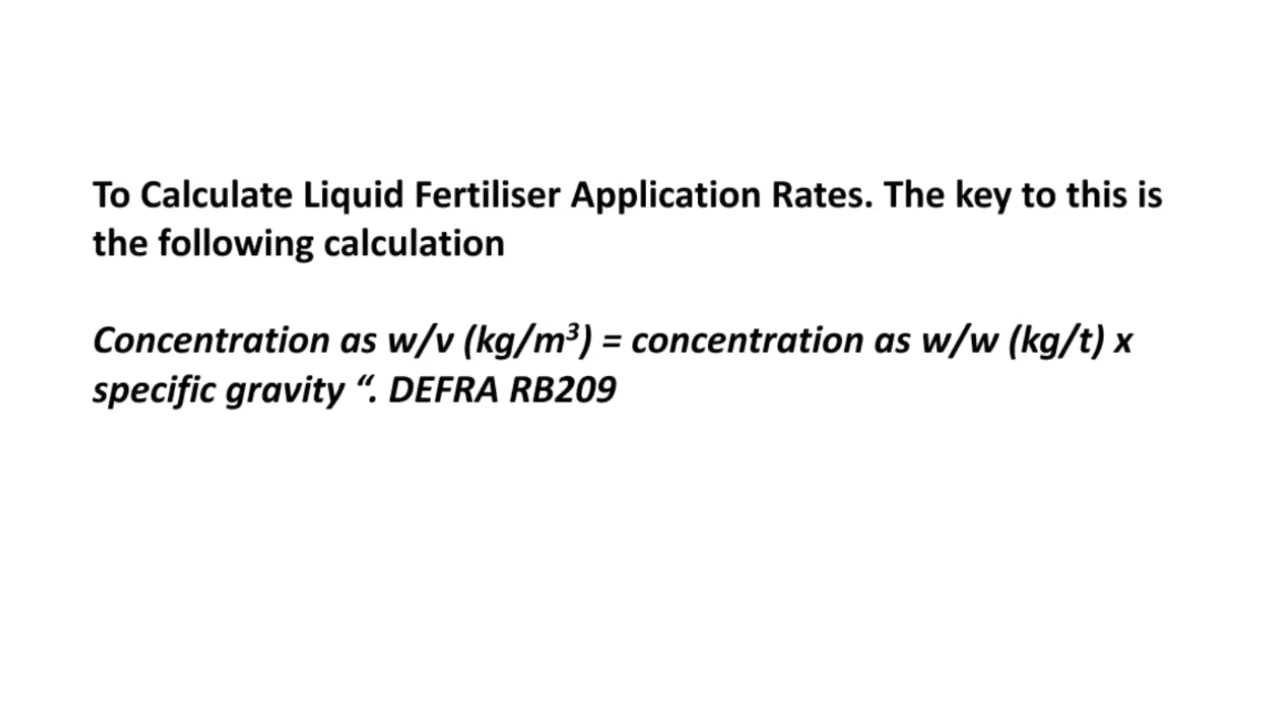 To Calculate Liquid Fertiliser Application Rates. The key to this is
the following calculation
Concentration as w/v (kg/m³) = concentration as w/w (kg/t) x
specific gravity “. DEFRA RB209